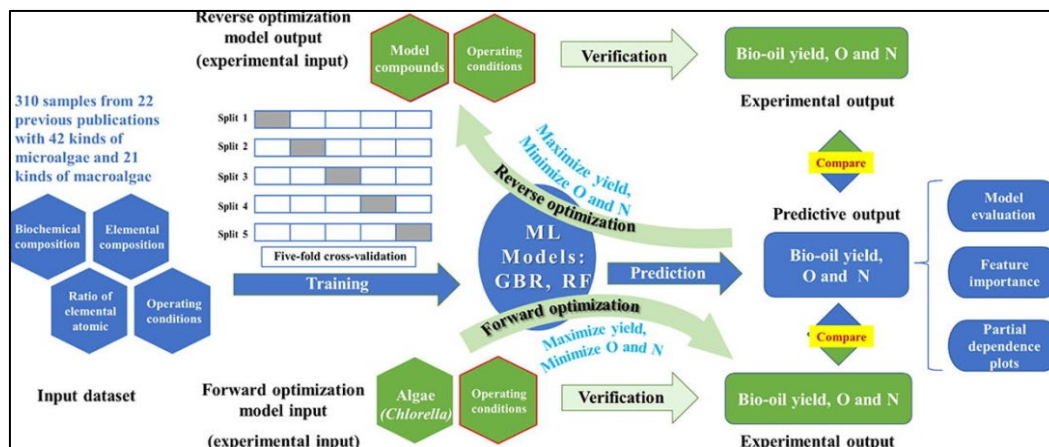 Reverse optimization
model output
(experimental input)
Model
compounds
Operating
conditions
Verification
Bio-oil yield, O and N
Experimental output
310 samples from 22
previous publications
with 42 kinds of
microalgae and 21
kinds of macroalgae
Split 1
Split 2
Split 3
Split 4
Split 5
Five-fold cross-validation
Maximize yield,
Minimize O and N
Reverse optimization
Compare
Predictive output
Biochemical
composition
Elemental
composition
Ratio of
elemental
atomic
Operating
conditions
Input dataset
Training
ML
Models:
GBR, RF
Prediction
Bio-oil yield,
O and N
Model
evaluation
Feature
importance
Partial
dependence
plots
Forward optimization
Maximize yield,
Minimize O and N
Compare
Forward optimization
model input
(experimental input)
Algae
(Chlorella)
Operating
conditions
Verification
Bio-oil yield, O and N
Experimental output